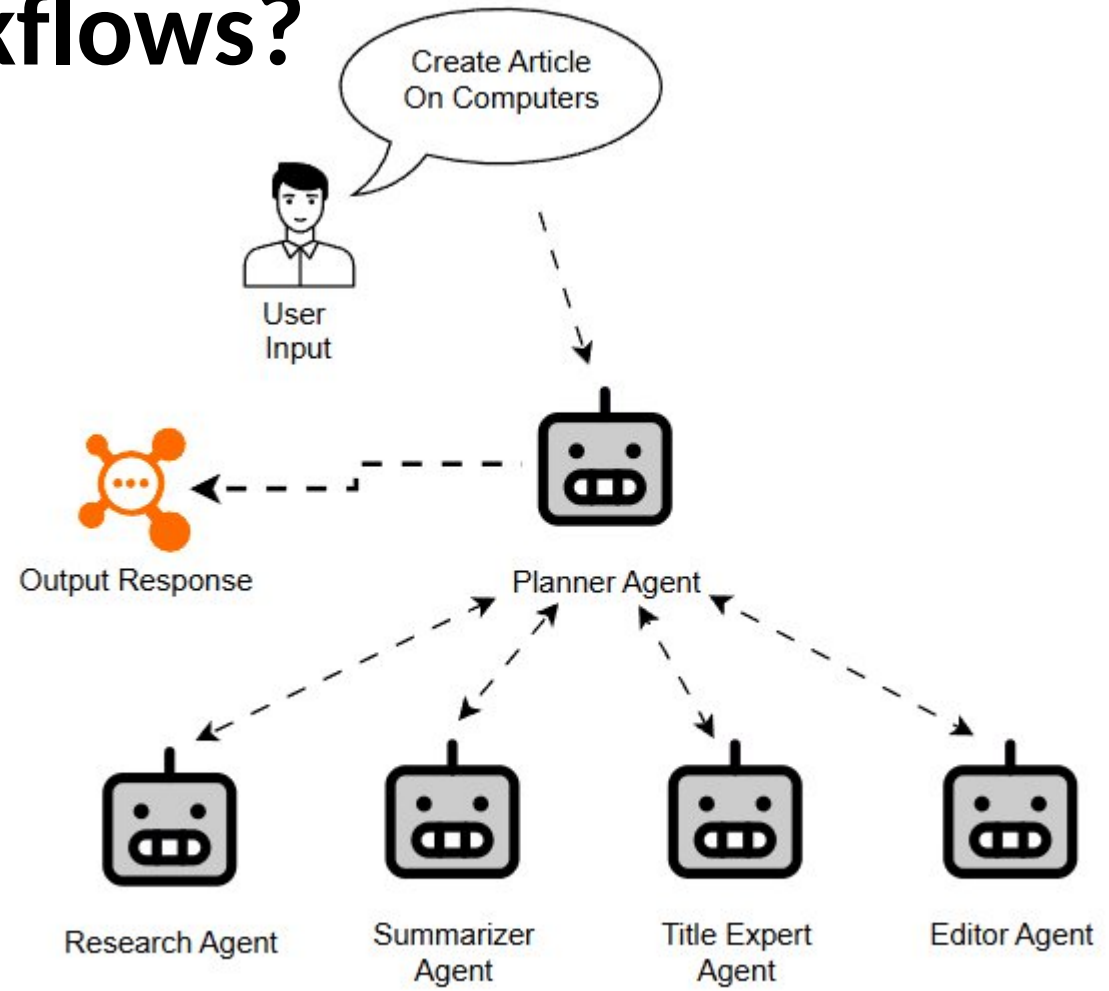 kflows?
Create Article
On Computers
User
Input
Output Response
Planner Agent
Research Agent
Summarizer
Agent
Title Expert
Agent
Editor Agent